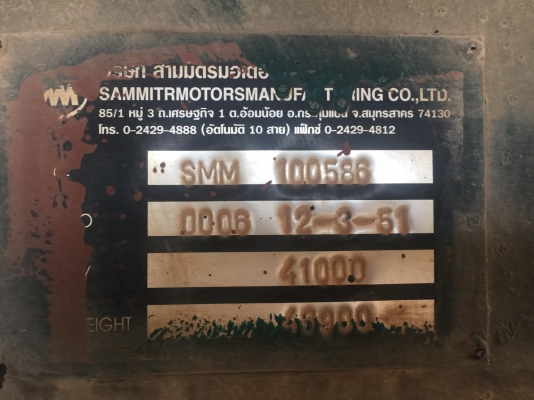 บริษัท สามมิตรมอเตอ
SAMMITRMOTORSMANUFACTURING CO.,LTD.
85/1 หมู่ 3 ถ.เศรษฐกิจ 1 ต.อ้อมน้อย อ.กระทุ่มแบน จ.สมุทรสาคร 74130
โทร. 0-2429-4888 (อัตโนมัติ 10 สาย) แฟ็กซ์ 0-2429-4812
SMM 100586
O 0006 12-3-51
41000
EIGHT